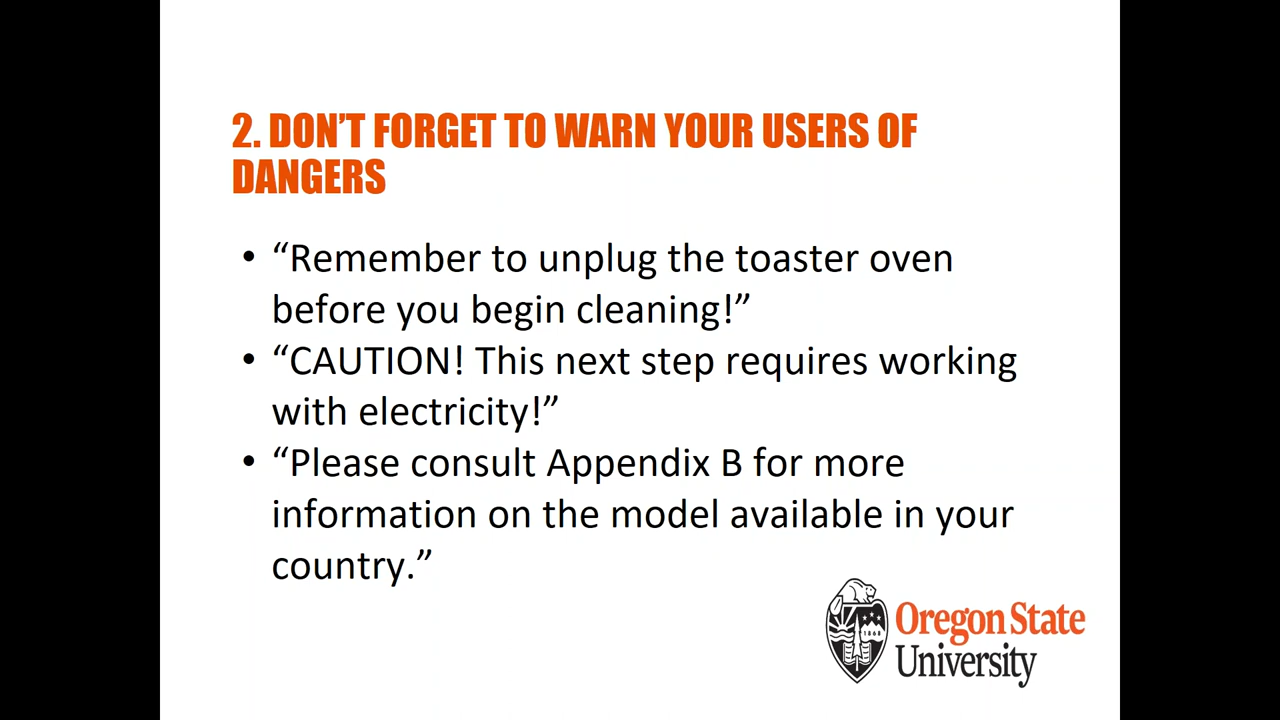 2. DON’T FORGET TO WARN YOUR USERS OF
DANGERS
• “Remember to unplug the toaster oven
before you begin cleaning!”
• “CAUTION! This next step requires working
with electricity!”
• “Please consult Appendix B for more
information on the model available in your
country.”
1868
Oregon State
University